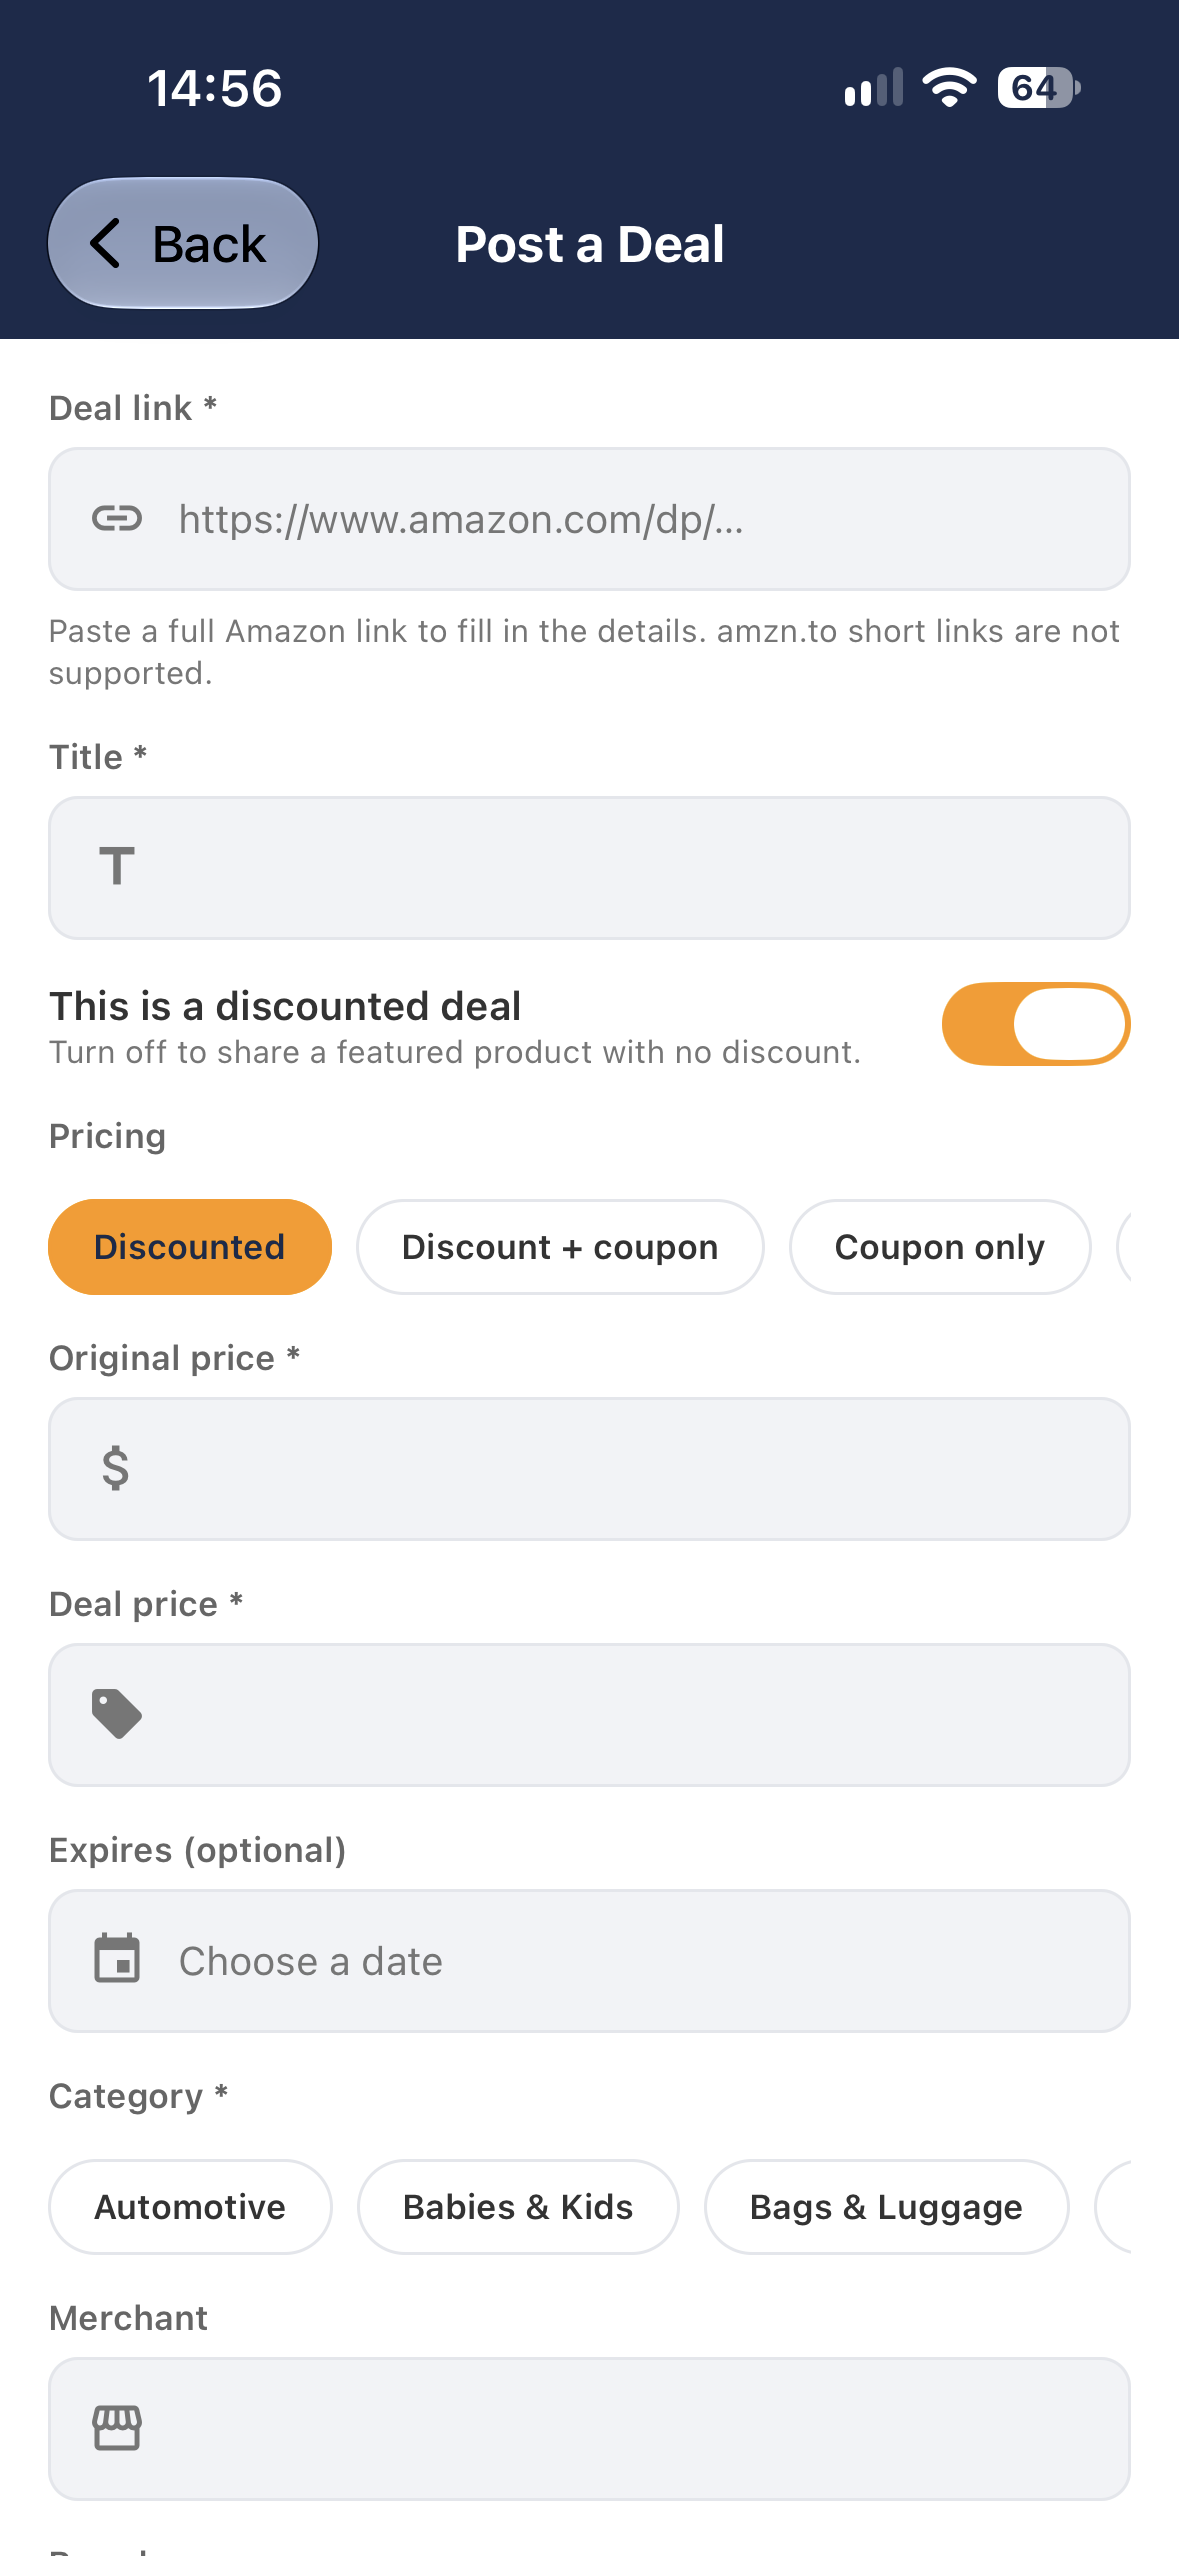 14:56
64
Back
Post a Deal
Deal link *
https://www.amazon.com/dp/...
Paste a full Amazon link to fill in the details. amzn.to short links are not
supported.
Title *
This is a discounted deal
Turn off to share a featured product with no discount.
Pricing
Discounted
Discount + coupon
Coupon only
Original price *
$
Deal price *
Expires (optional)
Choose a date
Category *
Automotive
Babies & Kids
Bags & Luggage
Merchant